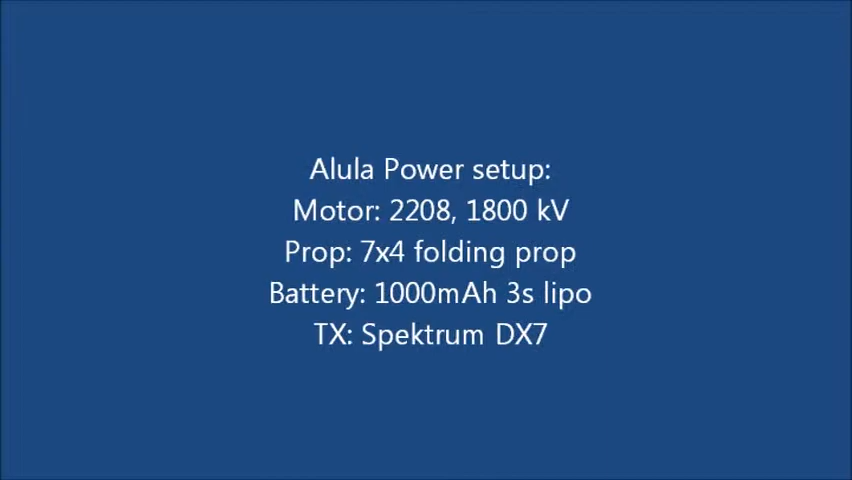 Alula Power setup:
Motor: 2208, 1800 kV
Prop: 7x4 folding prop
Battery: 1000mAh 3s lipo
TX: Spektrum DX7